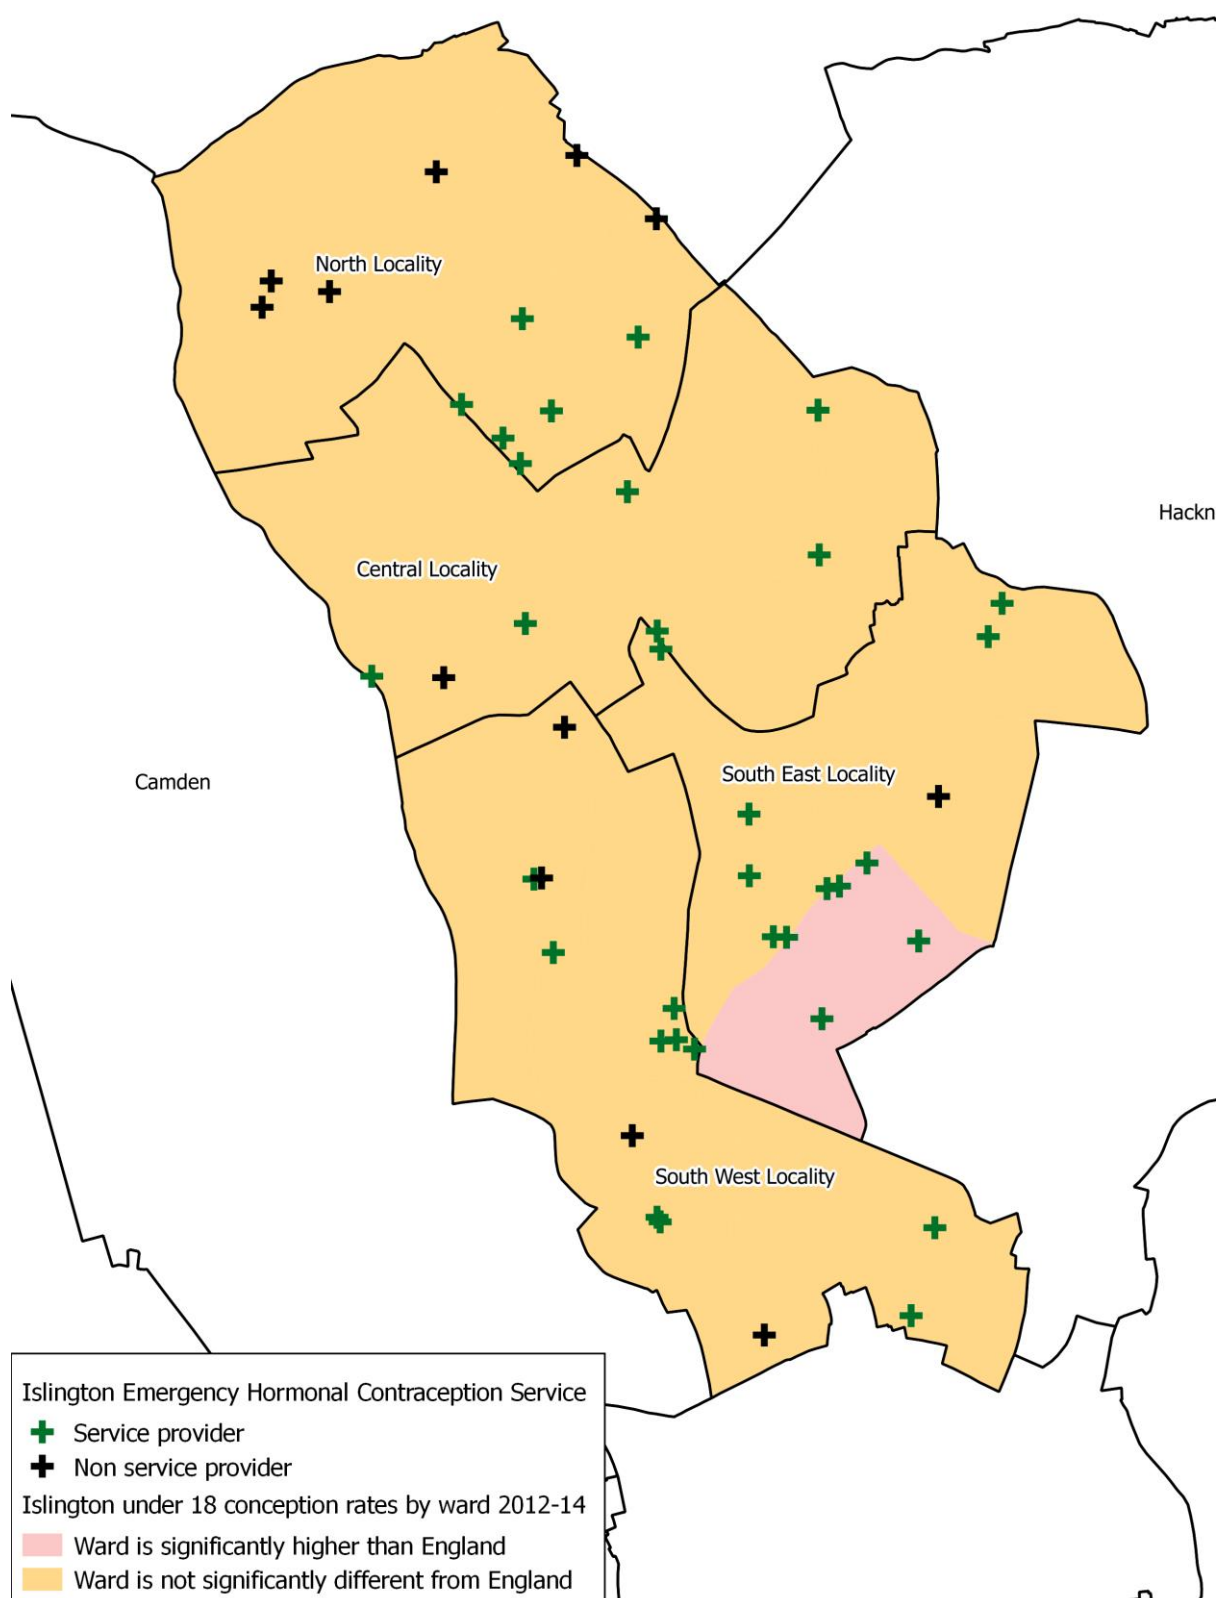 North Locality
Hackn
Central Locality
South East Locality
Camden
South West Locality
Islington Emergency Hormonal Contraception Service
Service provider
Non service provider
Islington under 18 conception rates by ward 2012-14
Ward is significantly higher than England
Ward is not significantly different from England